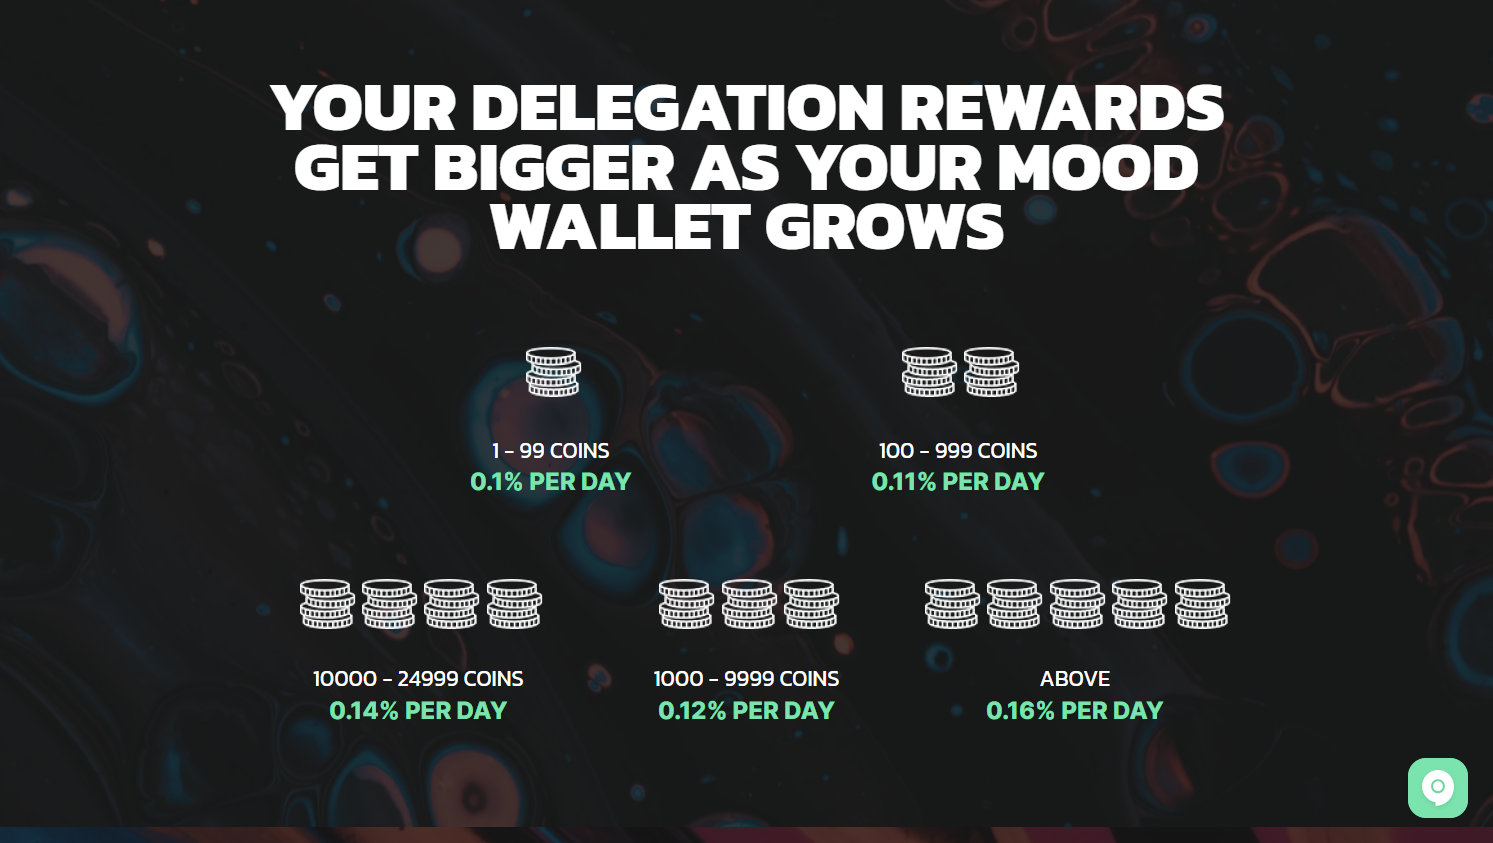 YOUR DELEGATION REWARDS
GET BIGGER AS YOUR MOOD
WALLET GROWS
1 - 99 COINS
0.1% PER DAY
100 - 999 COINS
0.11% PER DAY
10000 - 24999 COINS
0.14% PER DAY
1000 - 9999 COINS
0.12% PER DAY
ABOVE
0.16% PER DAY